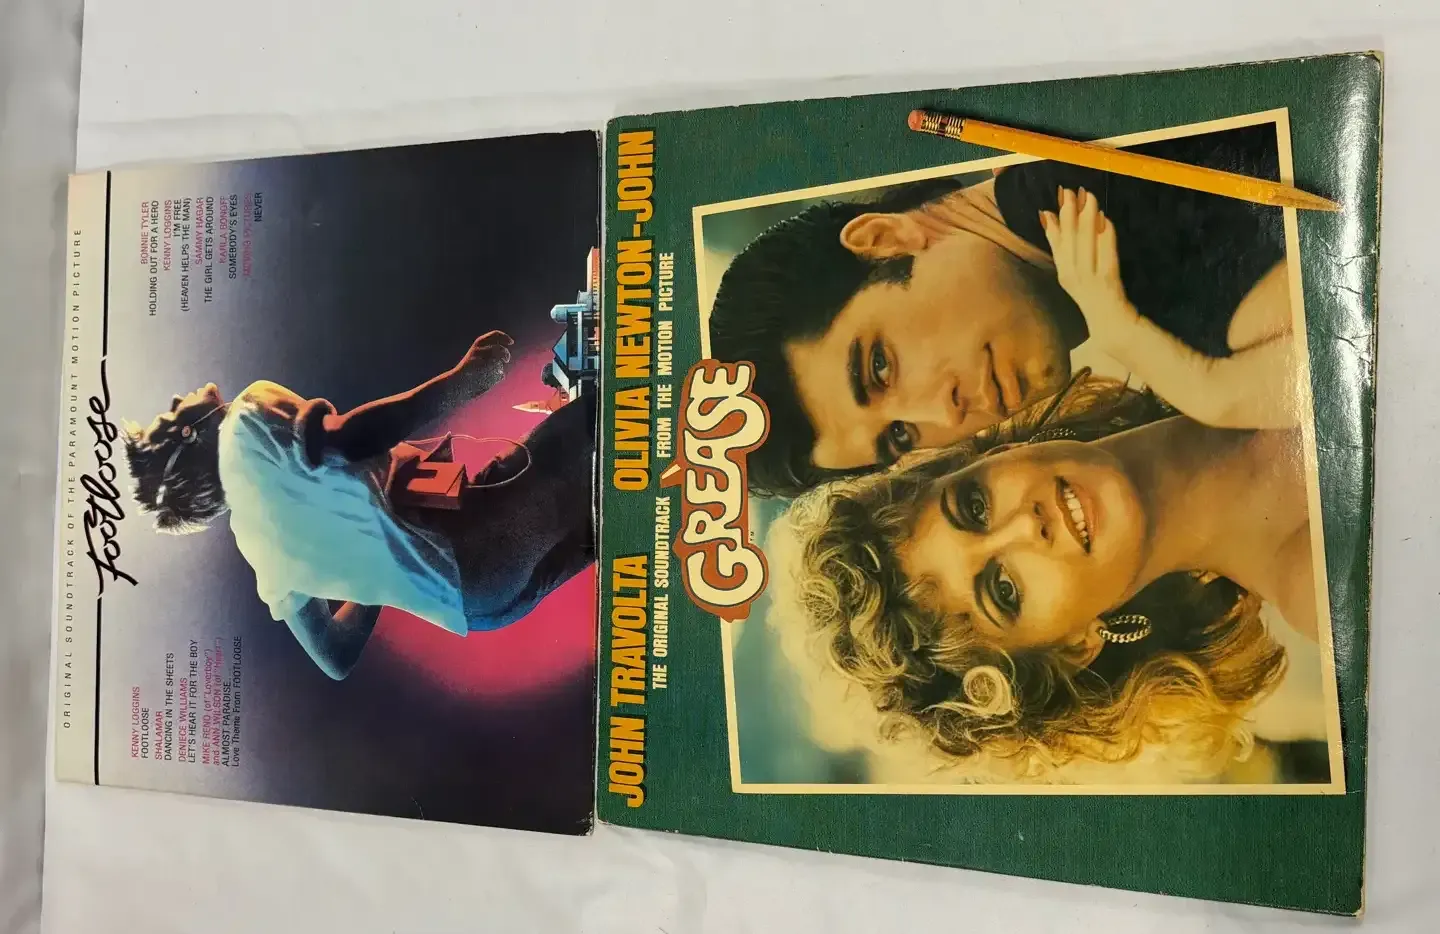 ORIGINAL SOUNDTRACK OF THE PARAMOUNT MOTION PICTURE
footloose
KENNY LOGGINS
FOOTLOOSE
SHALAMAR
DANCING IN THE SHEETS
DENIECE WILLIAMS
LET'S HEAR IT FOR THE BOY
MIKE RENO (of "Loverboy")
and ANN WILSON (of "Heart")
ALMOST PARADISE...
Love Theme From FOOTLOOSE
BONNIE TYLER
HOLDING OUT FOR A HERO
KENNY LOGGINS
I'M FREE
(HEAVEN HELPS THE MAN)
SAMMY HAGAR
THE GIRL GETS AROUND
KARLA BONOFF
SOMEBODY'S EYES
MOVING PICTURES
NEVER
JOHN TRAVOLTA OLIVIA NEWTON-JOHN
THE ORIGINAL SOUNDTRACK FROM THE MOTION PICTURE
GREASE
TM